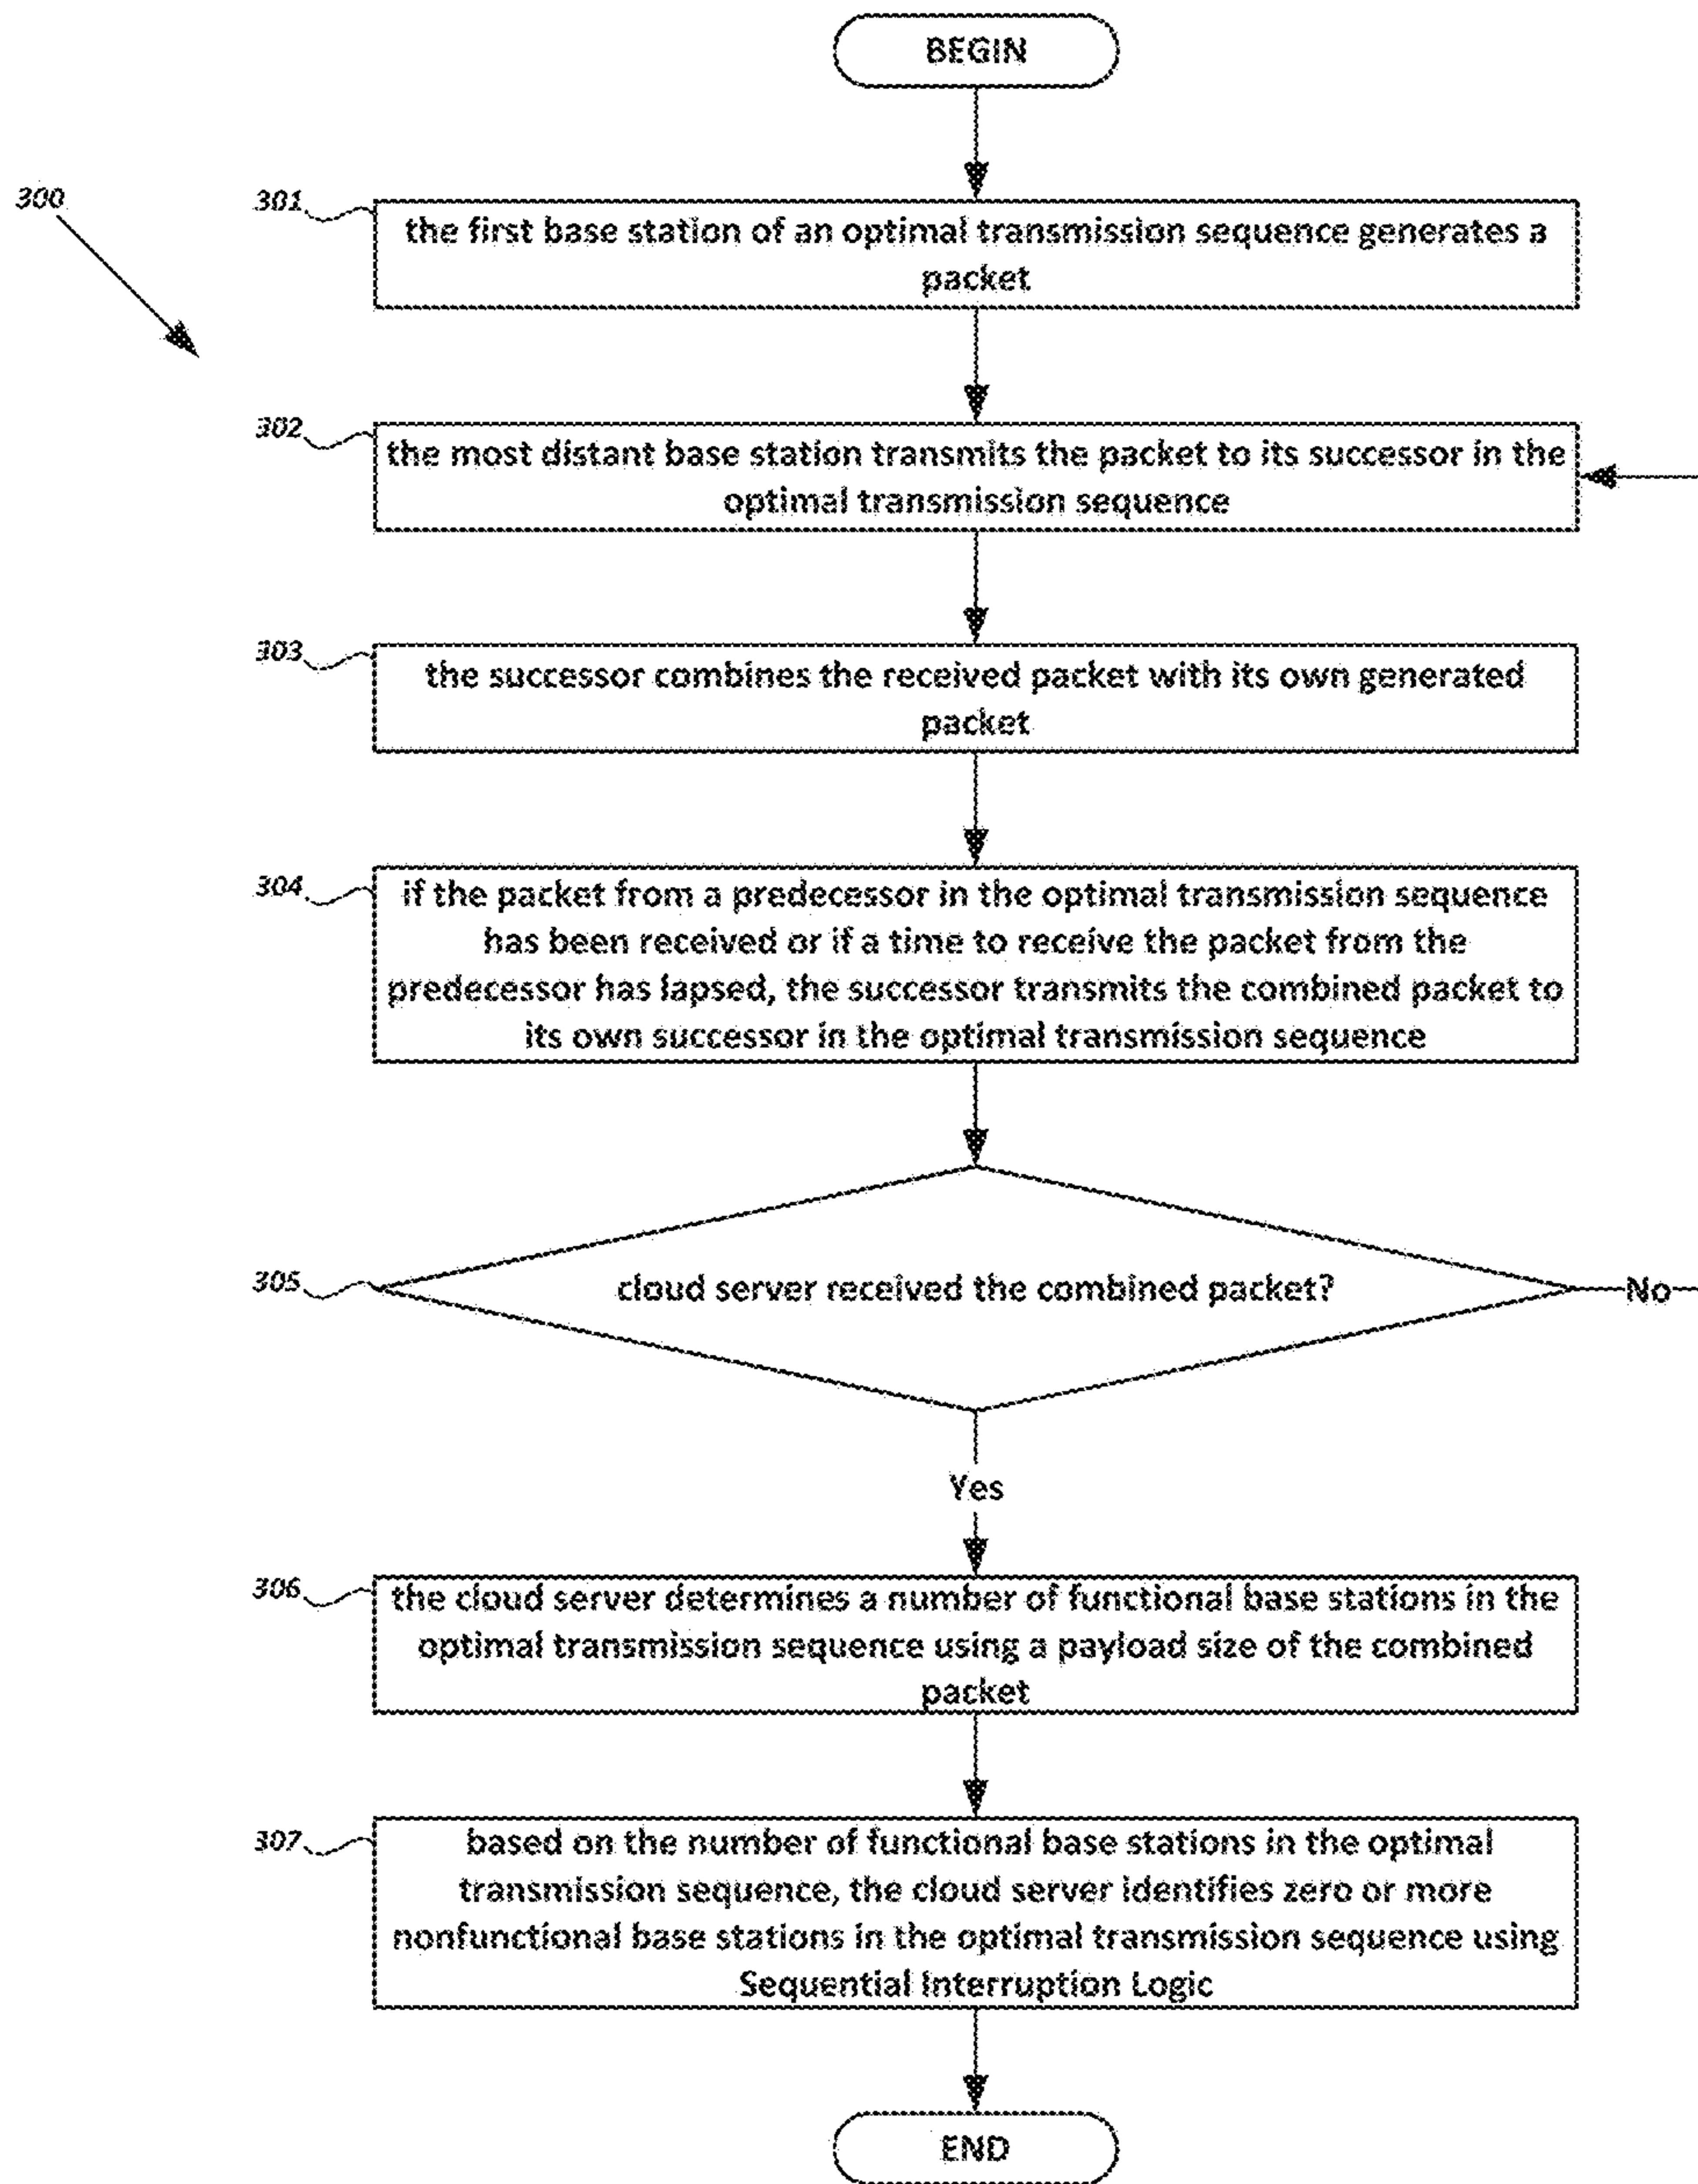 BEGIN
300
301
the first base station of an optimal transmission sequence generates a
packet
302
the most distant base station transmits the packet to its successor in the
optimal transmission sequence
303
the successor combines the received packet with its own generated
packet
304
if the packet from a predecessor in the optimal transmission sequence
has been received or if a time to receive the packet from the
predecessor has lapsed, the successor transmits the combined packet to
its own successor in the optimal transmission sequence
305
cloud server received the combined packet?
No
Yes
306
the cloud server determines a number of functional base stations in the
optimal transmission sequence using a payload size of the combined
packet
307
based on the number of functional base stations in the optimal
transmission sequence, the cloud server identifies zero or more
nonfunctional base stations in the optimal transmission sequence using
Sequential Interruption Logic
END